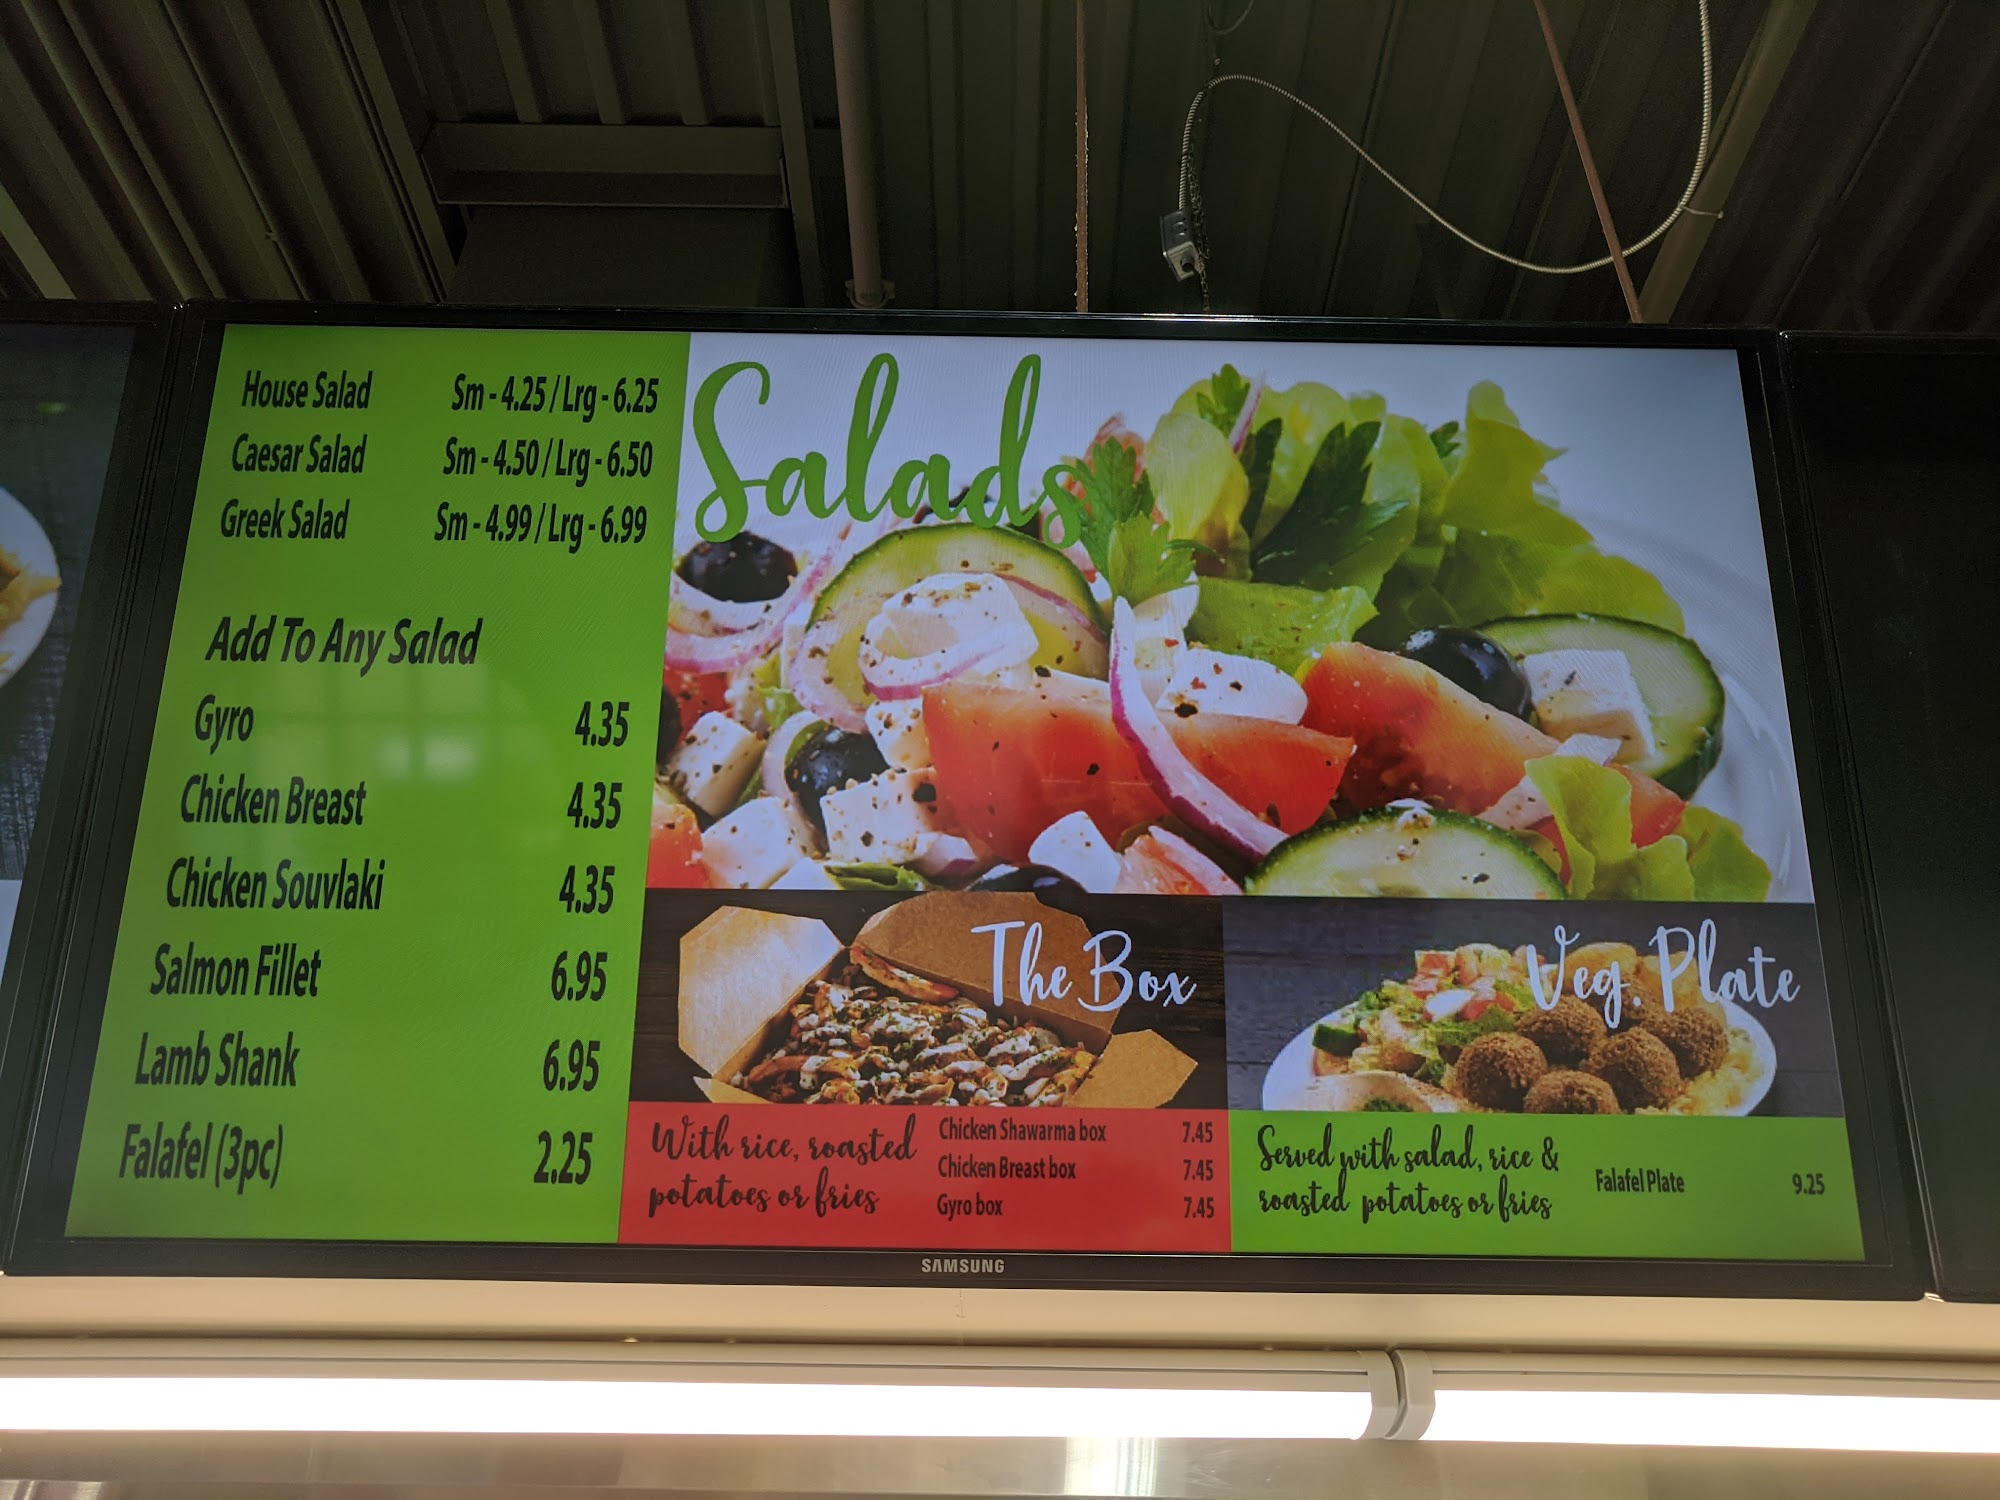 House Salad Sm - 4.25 / Lrg - 6.25
Caesar Salad Sm - 4.50 / Lrg - 6.50
Greek Salad Sm - 4.99 / Lrg - 6.99
Add To Any Salad
Gyro 4.35
Chicken Breast 4.35
Chicken Souvlaki 4.35
Salmon Fillet 6.95
Lamb Shank 6.95
Falafel (3pc) 2.25
Salads
The Box
With rice, roasted
potatoes or fries
Chicken Shawarma box 7.45
Chicken Breast box 7.45
Gyro box 7.45
Veg. Plate
Served with salad, rice &
roasted potatoes or fries
Falafel Plate 9.25
SAMSUNG